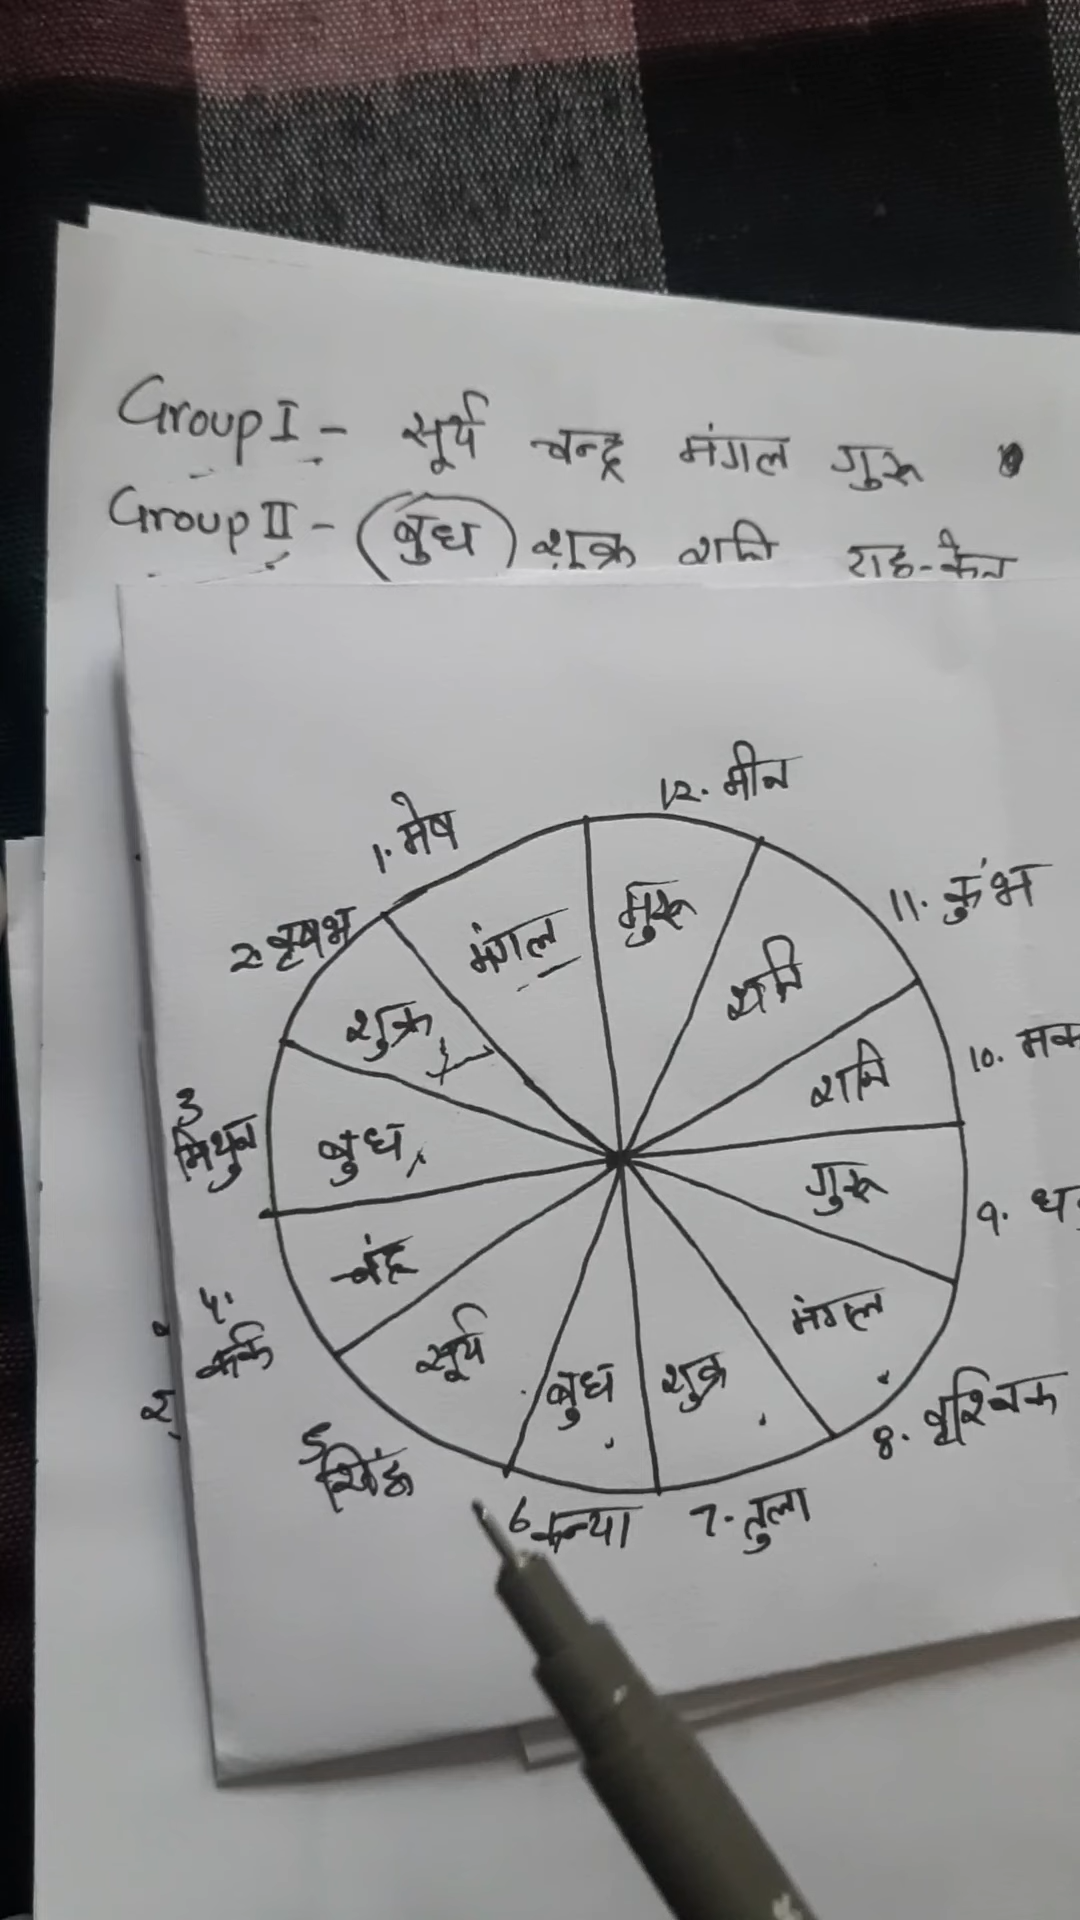 Group I - सूर्य चन्द्र मंगल गुरू
Group II - बुध शुक्र शनि राहु-केतु
12. मीन
1. मेष
11. कुंभ
2. वृषभ
गुरू
मंगल
शनि
शुक्र
10.
शनि
3
मिथुन
बुध
गुरू
9.
चंद्र
4.
कर्क
मंगल
सूर्य
बुध
शुक्र
8. वृश्चिक
5
सिंह
6 कन्या
7. तुला